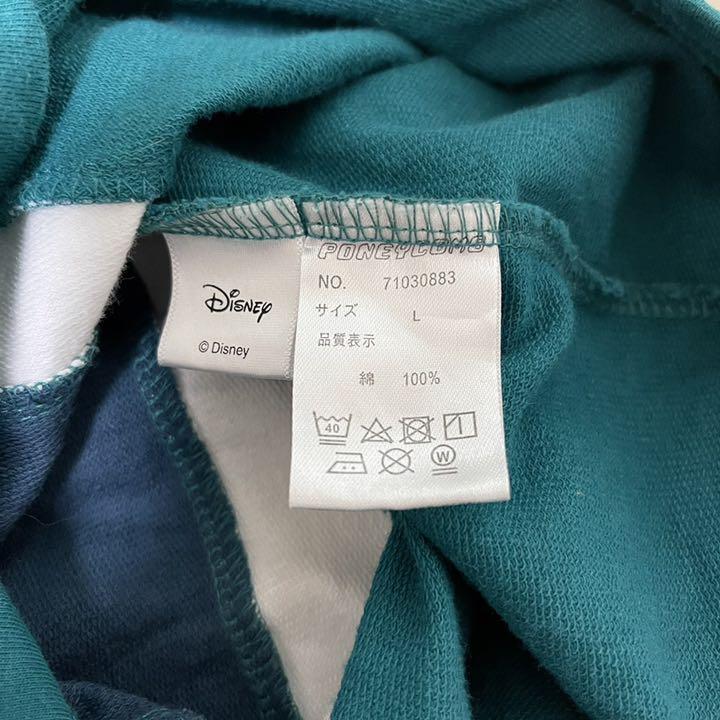 Disney
© Disney
PONEYCOMB
NO. 71030883
サイズ L
品質表示
綿 100%
40
W